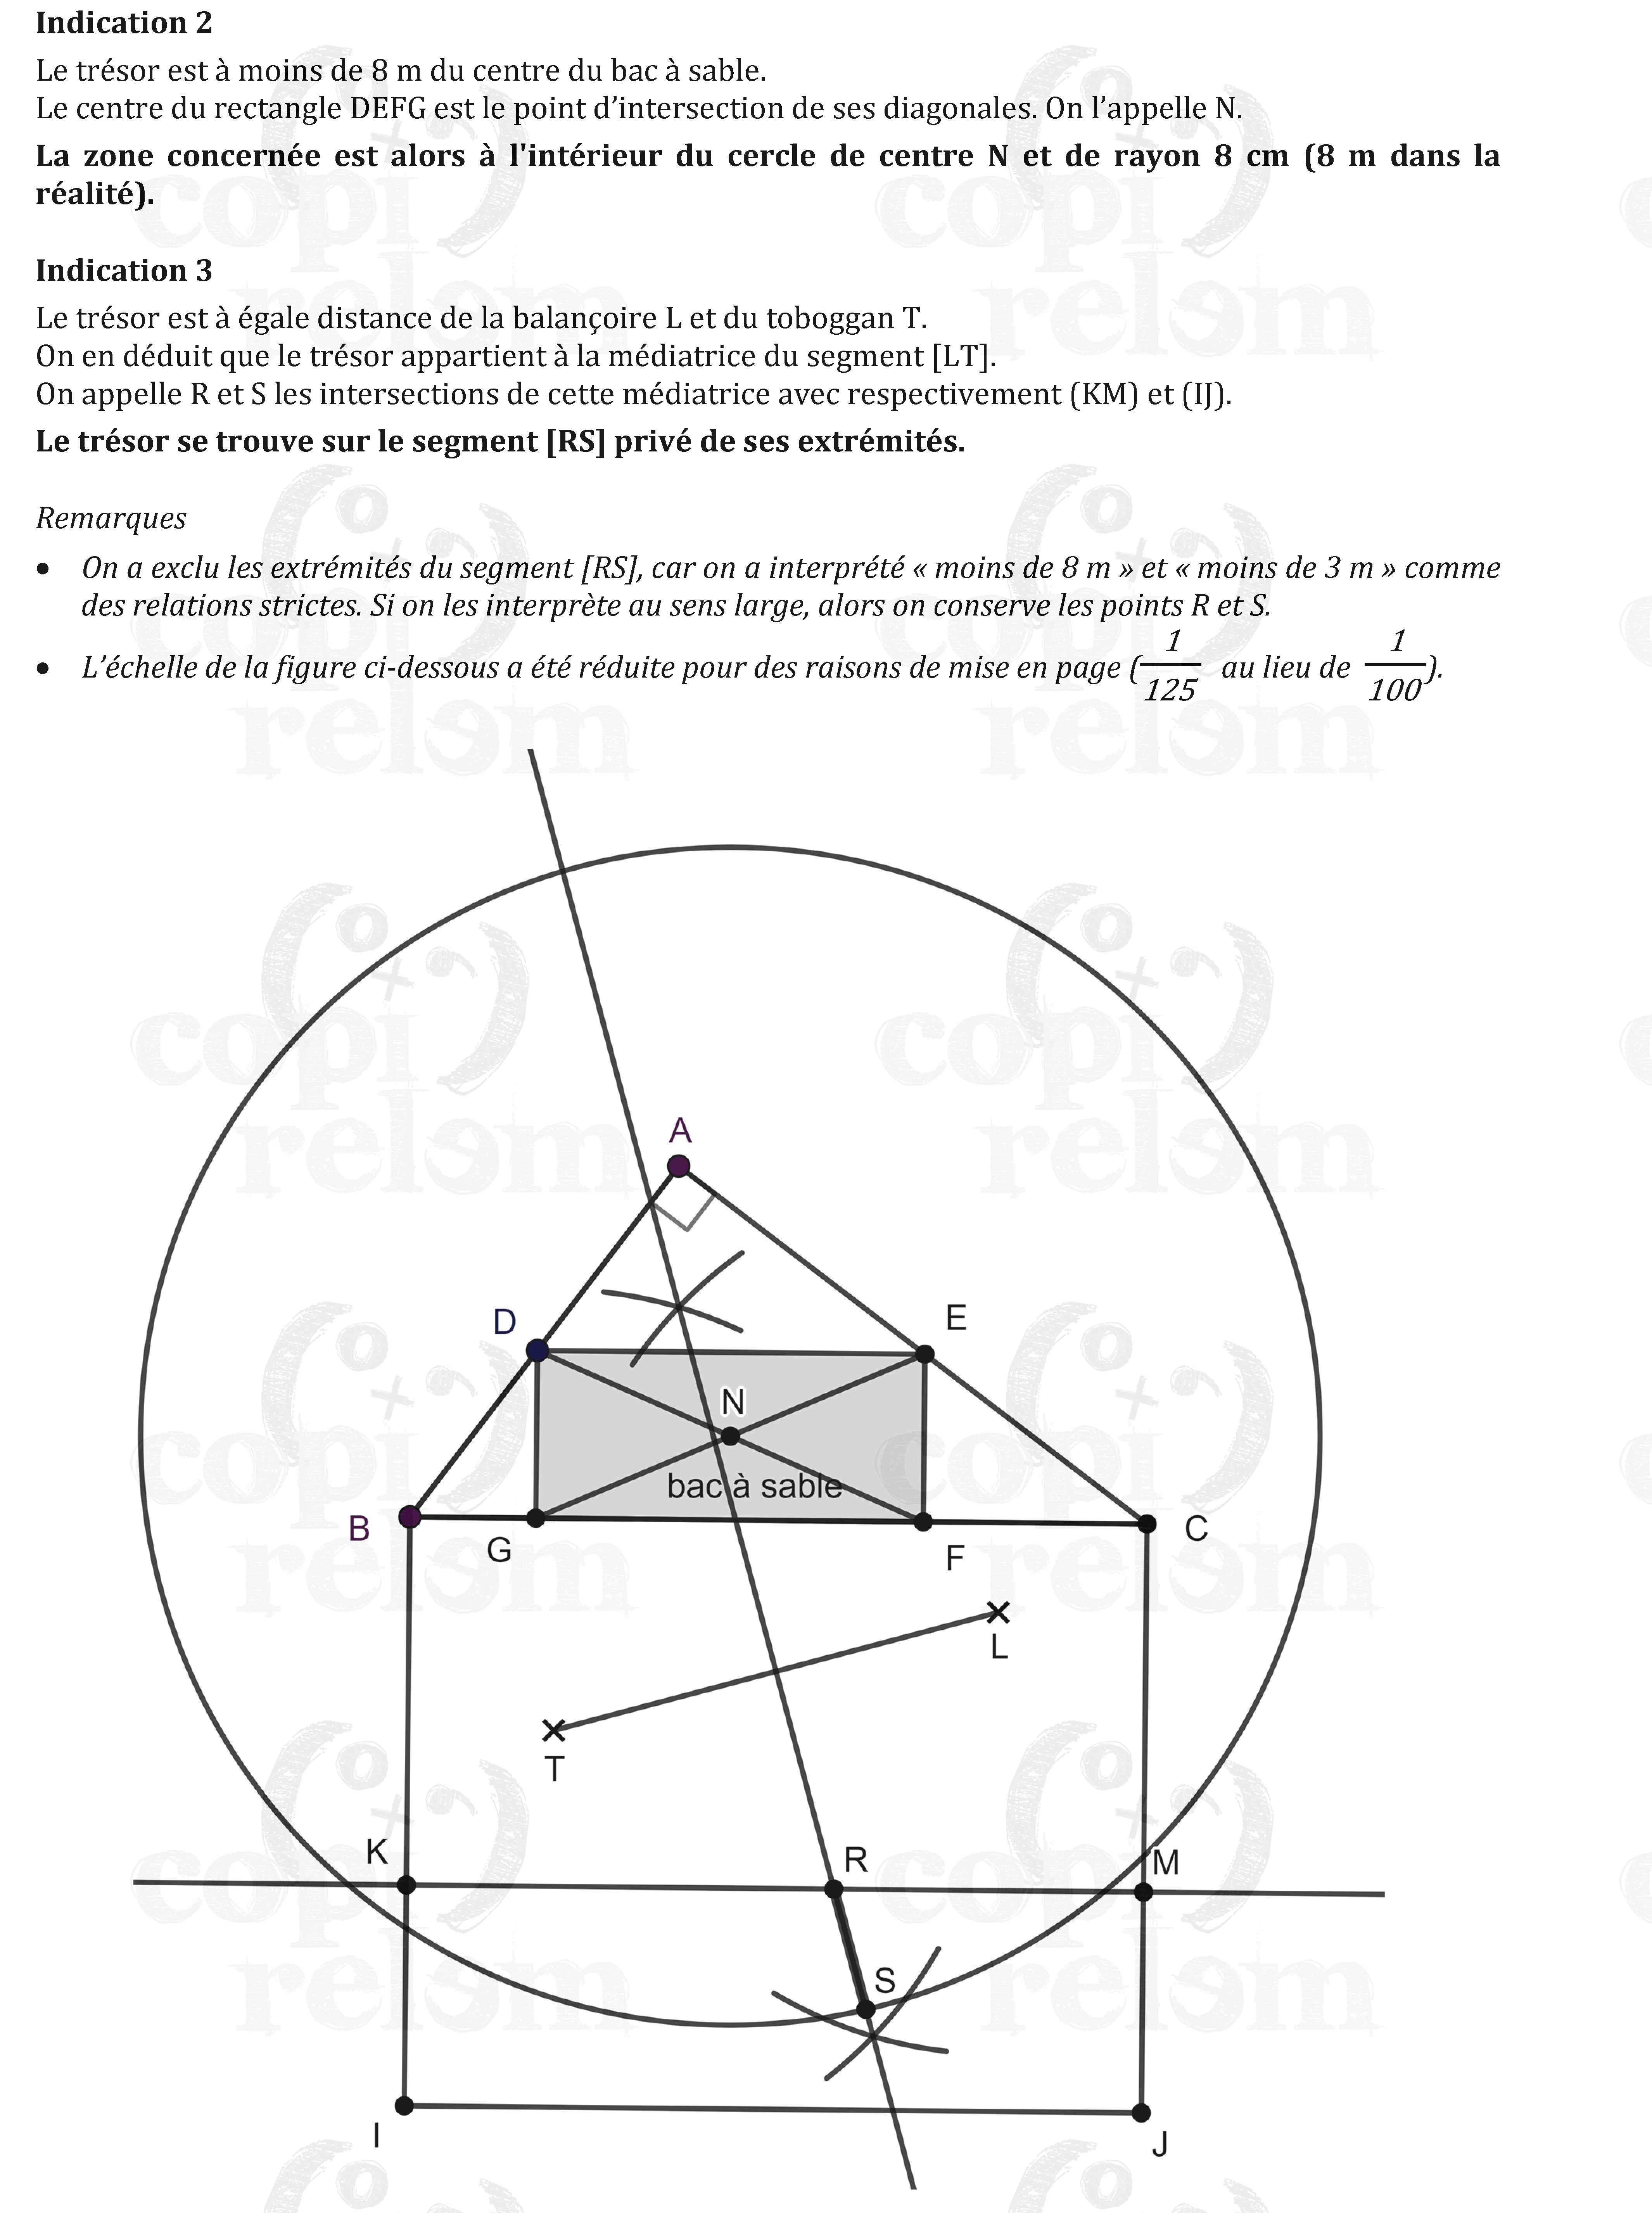 Indication 2
Le trésor est à moins de 8 m du centre du bac à sable.
Le centre du rectangle DEFG est le point d’intersection de ses diagonales. On l’appelle N.
La zone concernée est alors à l'intérieur du cercle de centre N et de rayon 8 cm (8 m dans la
réalité).
Indication 3
Le trésor est à égale distance de la balançoire L et du toboggan T.
On en déduit que le trésor appartient à la médiatrice du segment [LT].
On appelle R et S les intersections de cette médiatrice avec respectivement (KM) et (IJ).
Le trésor se trouve sur le segment [RS] privé de ses extrémités.
Remarques
• On a exclu les extrémités du segment [RS], car on a interprété « moins de 8 m » et « moins de 3 m » comme
des relations strictes. Si on les interprète au sens large, alors on conserve les points R et S.
• L’échelle de la figure ci-dessous a été réduite pour des raisons de mise en page (1/125 au lieu de 1/100).
A
D
E
N
bac à sable
B
G
F
C
L
T
K
R
M
S
I
J
copi
relem